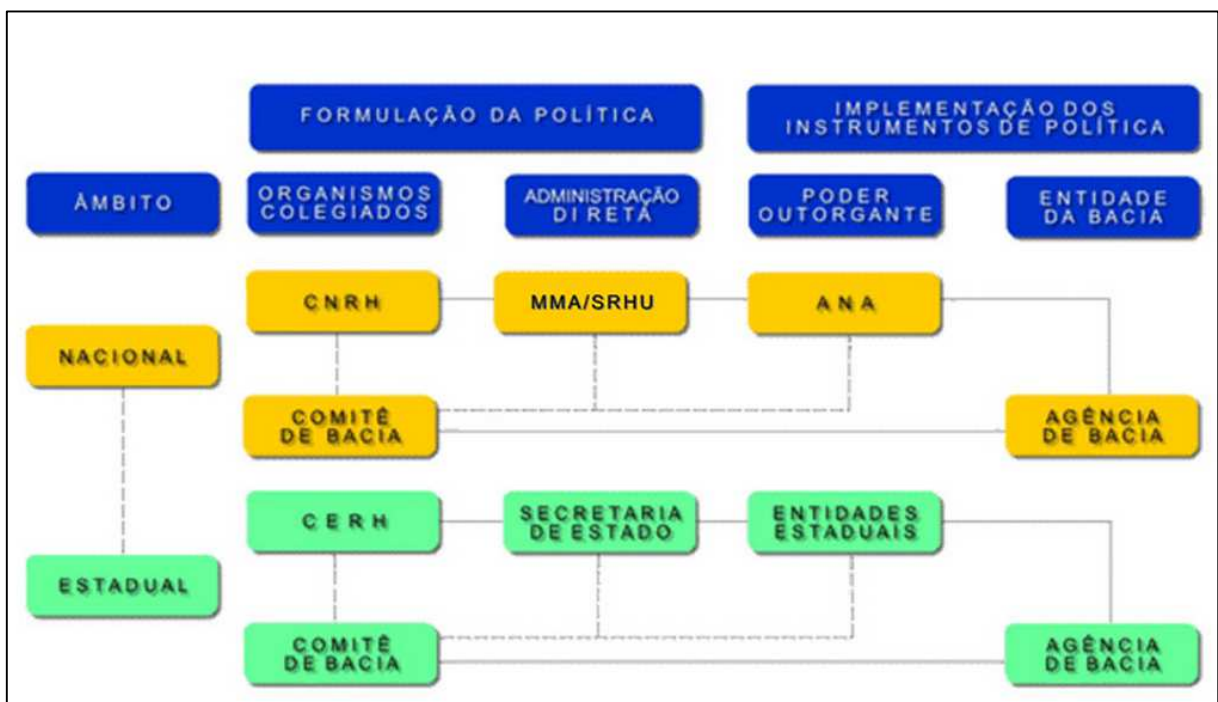 FORMULAÇÃO DA POLÍTICA
IMPLEMENTAÇÃO DOS
INSTRUMENTOS DE POLÍTICA
ÂMBITO
ORGANISMOS
COLEGIADOS
ADMINISTRAÇÃO
DIRETA
PODER
OUTORGANTE
ENTIDADE
DA BACIA
NACIONAL
CNRH
MMA/SRHU
ANA
COMITÊ
DE BACIA
AGÊNCIA
DE BACIA
ESTADUAL
CERH
SECRETARIA
DE ESTADO
ENTIDADES
ESTADUAIS
COMITÊ
DE BACIA
AGÊNCIA
DE BACIA